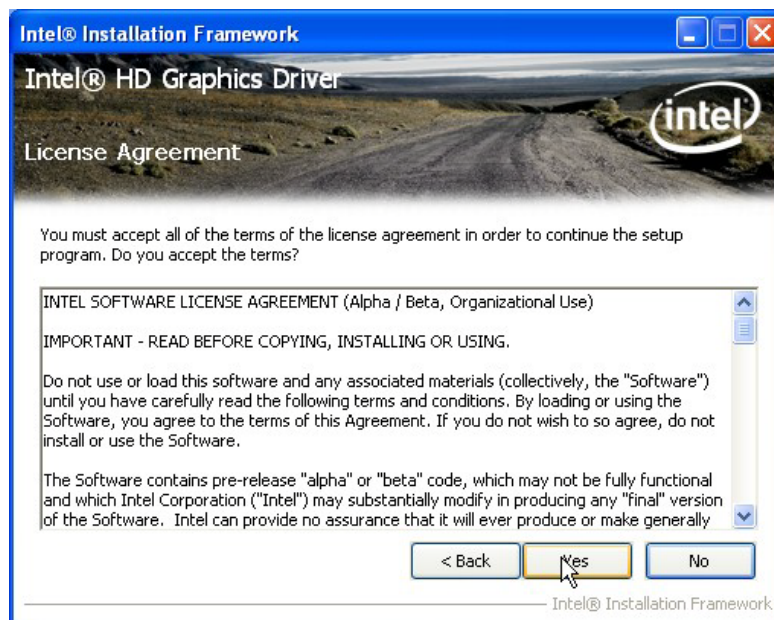 Intel® Installation Framework
Intel® HD Graphics Driver
intel
License Agreement
You must accept all of the terms of the license agreement in order to continue the setup
program. Do you accept the terms?
INTEL SOFTWARE LICENSE AGREEMENT (Alpha / Beta, Organizational Use)
IMPORTANT - READ BEFORE COPYING, INSTALLING OR USING.
Do not use or load this software and any associated materials (collectively, the "Software")
until you have carefully read the following terms and conditions. By loading or using the
Software, you agree to the terms of this Agreement. If you do not wish to so agree, do not
install or use the Software.
The Software contains pre-release "alpha" or "beta" code, which may not be fully functional
and which Intel Corporation ("Intel") may substantially modify in producing any "final" version
of the Software.  Intel can provide no assurance that it will ever produce or make generally
< Back
Yes
No
Intel® Installation Framework